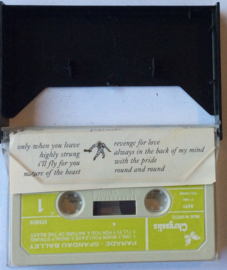 only when you leave
highly strung
i'll fly for you
nature of the beast
revenge for love
always in the back of my mind
with the pride
round and round
1
Chrysalis
PARADE - SPANDAU BALLET